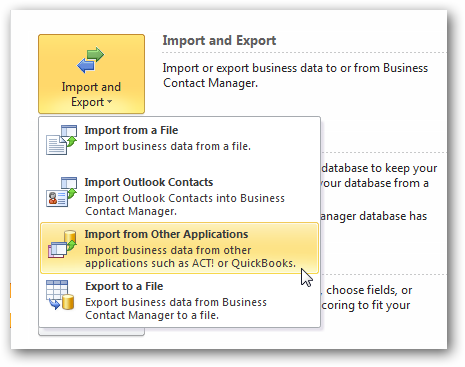 Import and Export
Import or export business data to or from Business
Contact Manager.
Import and
Export
Import from a File
Import business data from a file.
Import Outlook Contacts
Import Outlook Contacts into Business
Contact Manager.
Import from Other Applications
Import business data from other
applications such as ACT! or QuickBooks.
Export to a File
Export business data from Business
Contact Manager to a file.
database to keep your
your database from a
anager database has
, choose fields, or
coring to fit your